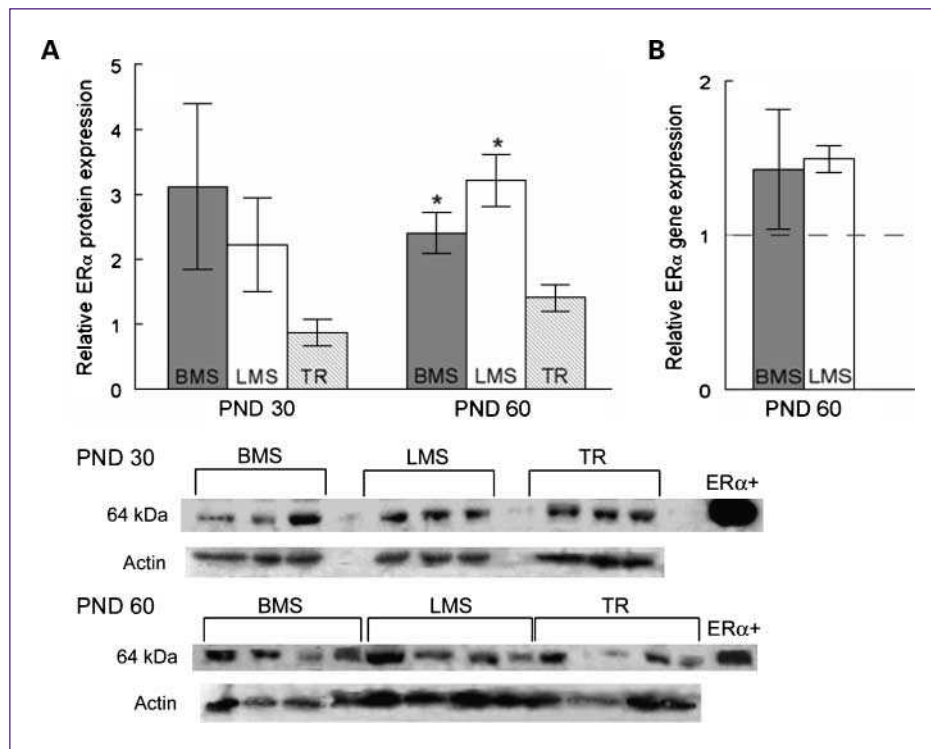 A
Relative ERα protein expression
5
4
3
2
1
0
* *
BMS LMS TR BMS LMS TR
PND 30 PND 60
B
Relative ERα gene expression
2
1
0
BMS LMS
PND 60
PND 30 BMS LMS TR ERα+
64 kDa
Actin
PND 60 BMS LMS TR ERα+
64 kDa
Actin